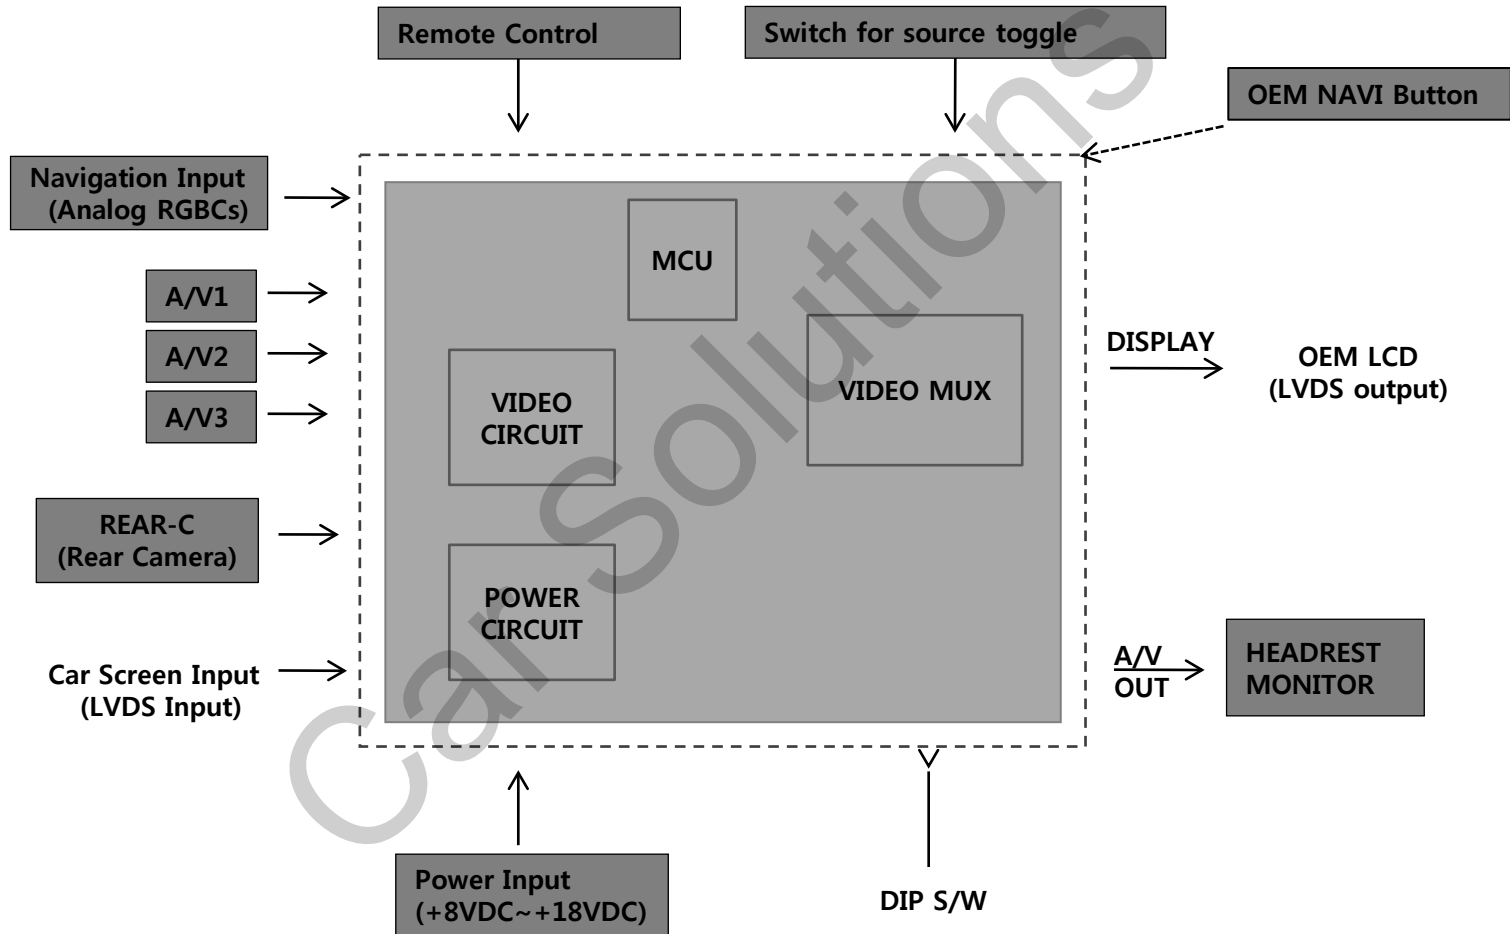 Remote Control
Switch for source toggle
OEM NAVI Button
Navigation Input
(Analog RGBCs)
MCU
A/V1
A/V2
A/V3
VIDEO
CIRCUIT
VIDEO MUX
DISPLAY
OEM LCD
(LVDS output)
REAR-C
(Rear Camera)
POWER
CIRCUIT
Car Screen Input
(LVDS Input)
A/V
OUT
HEADREST
MONITOR
Power Input
(+8VDC~+18VDC)
DIP S/W
Car Solutions